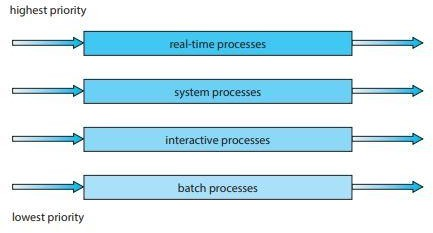 highest priority
real-time processes
system processes
interactive processes
batch processes
lowest priority